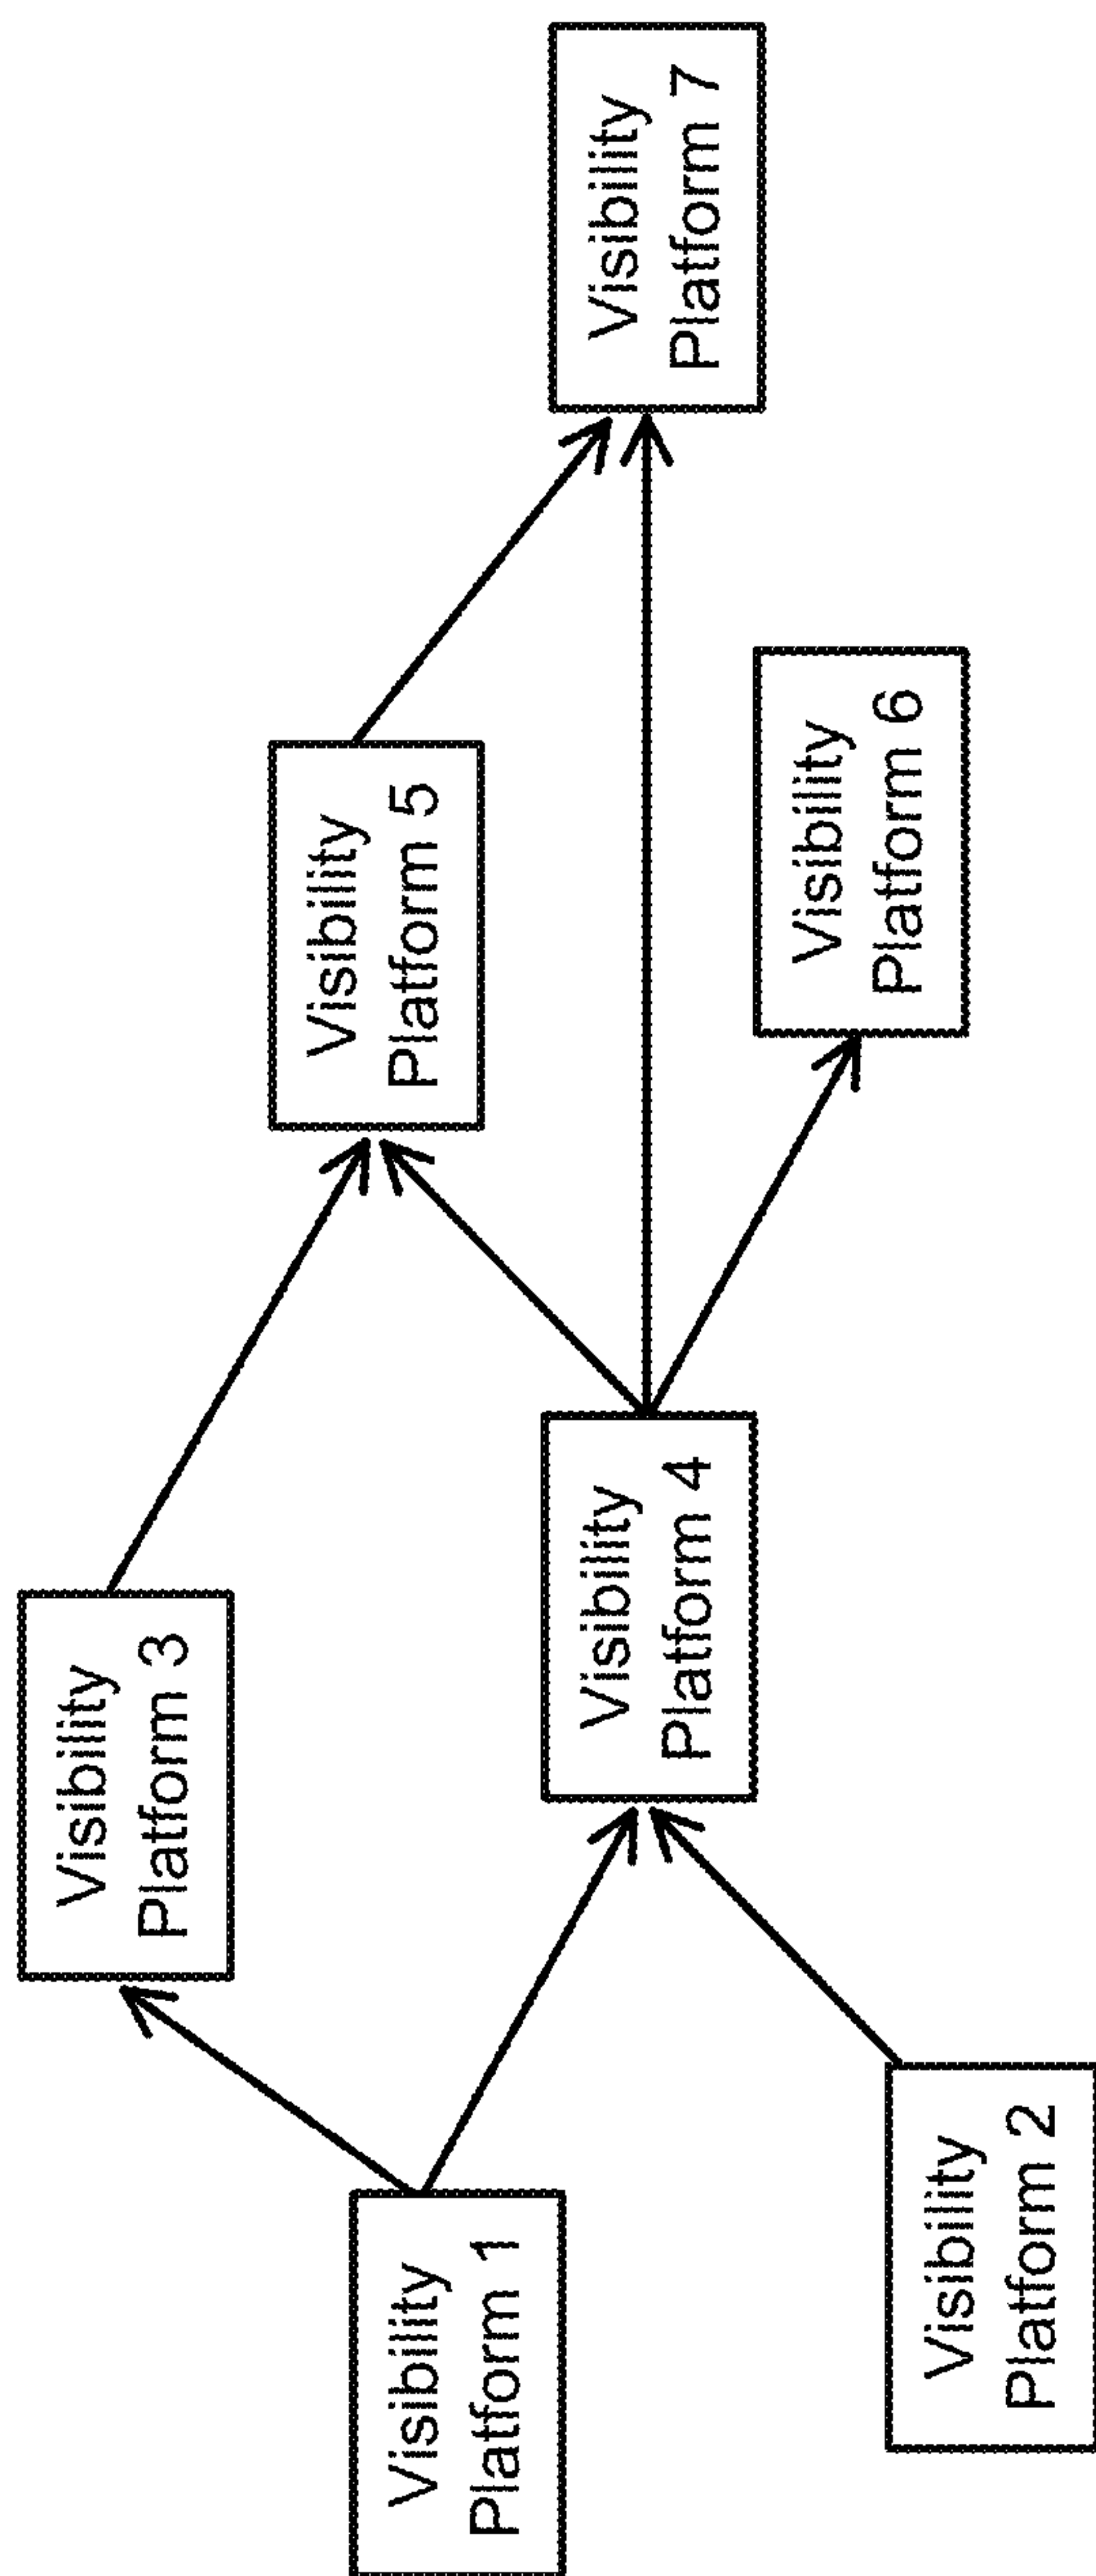 Visibility
Platform 1
Visibility
Platform 2
Visibility
Platform 3
Visibility
Platform 4
Visibility
Platform 5
Visibility
Platform 6
Visibility
Platform 7